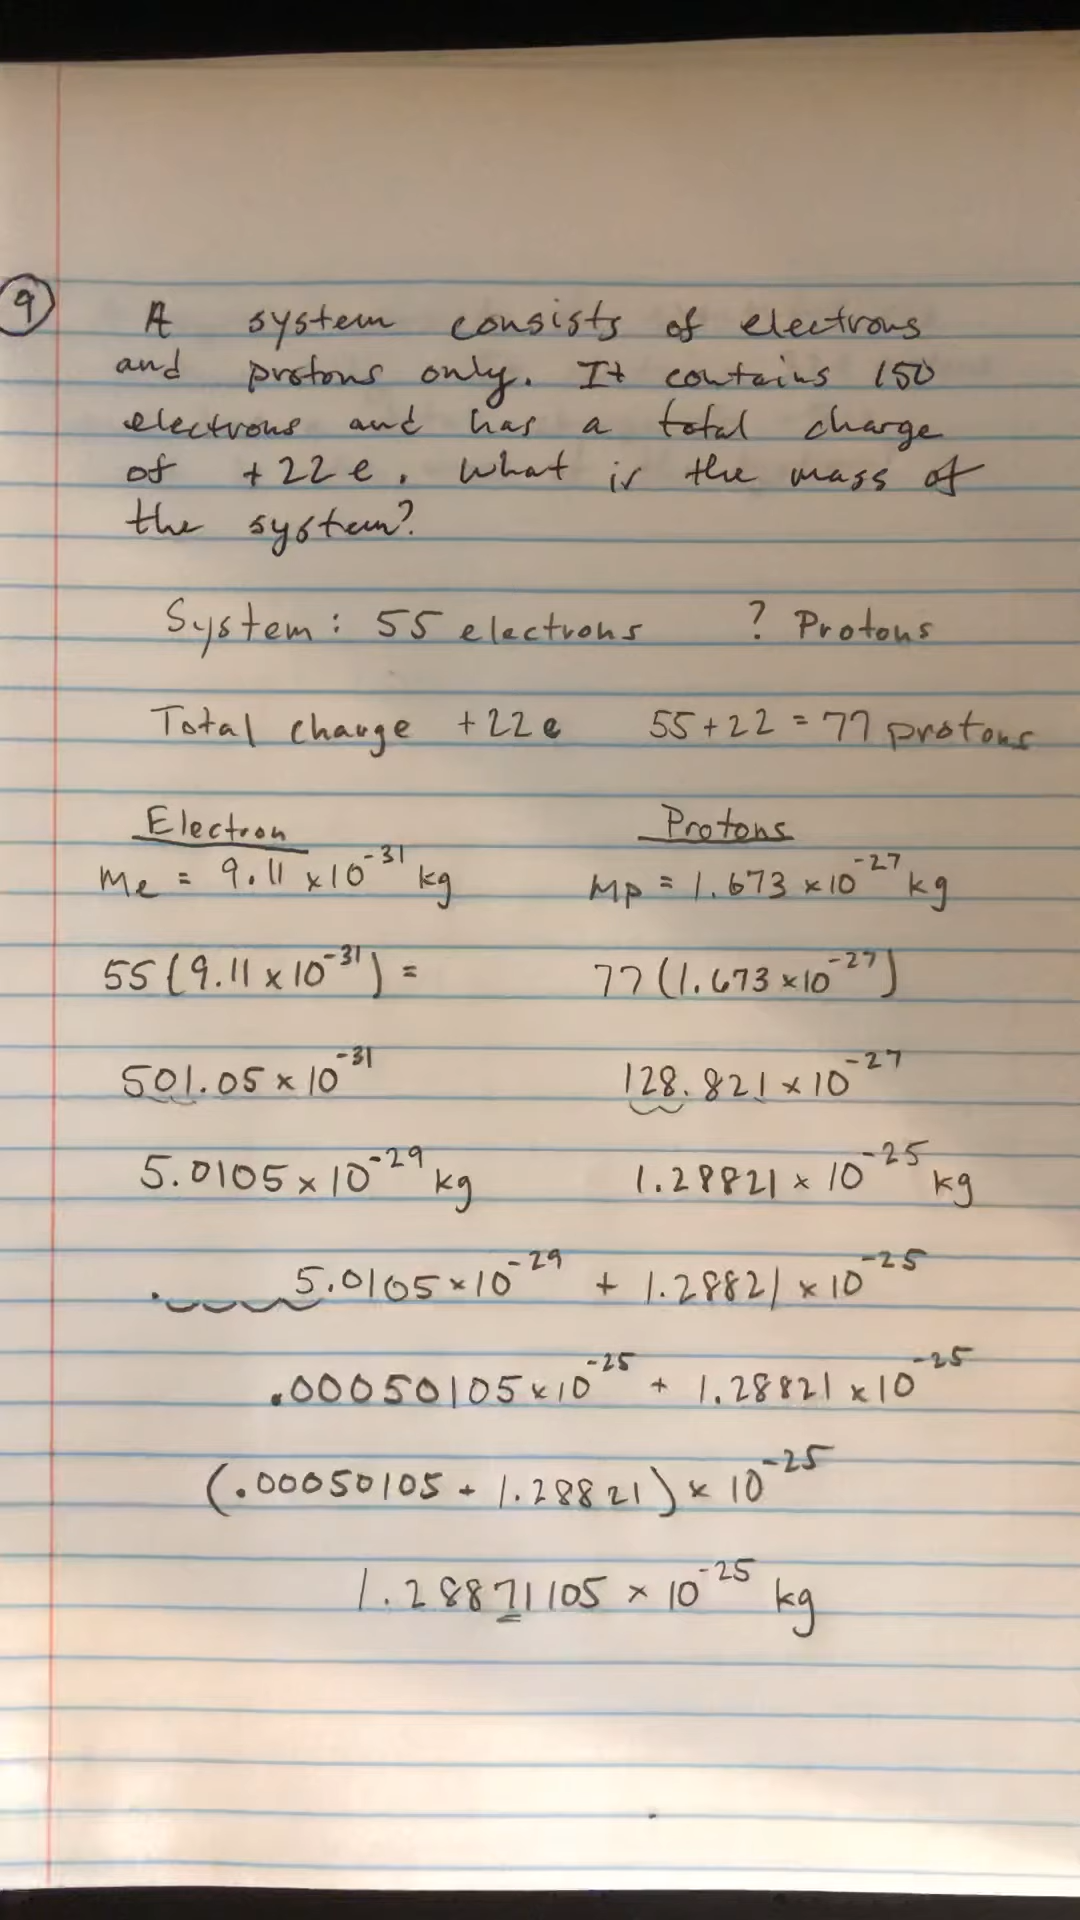 9
A system consists of electrons
and protons only. It contains 150
electrons and has a total charge
of +22 e. What is the mass of
the system?
System: 55 electrons ? Protons
Total charge +22 e 55+22 = 77 protons
Electron Protons
Me = 9.11 x 10⁻³¹ kg Mp = 1.673 x 10⁻²⁷ kg
55 (9.11 x 10⁻³¹) = 77 (1.673 x 10⁻²⁷)
501.05 x 10⁻³¹ 128.821 x 10⁻²⁷
5.0105 x 10⁻²⁹ kg 1.28821 x 10⁻²⁵ kg
5.0105 x 10⁻²⁹ + 1.28821 x 10⁻²⁵
.00050105 x 10⁻²⁵ + 1.28821 x 10⁻²⁵
(.00050105 + 1.28821) x 10⁻²⁵
1.28871105 x 10⁻²⁵ kg